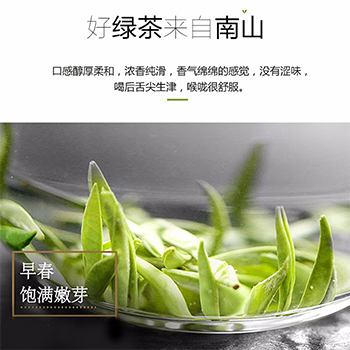 好绿茶来自南山
口感醇厚柔和，浓香纯滑，香气绵绵的感觉，没有涩味，
喝后舌尖生津，喉咙很舒服。
早春
饱满嫩芽